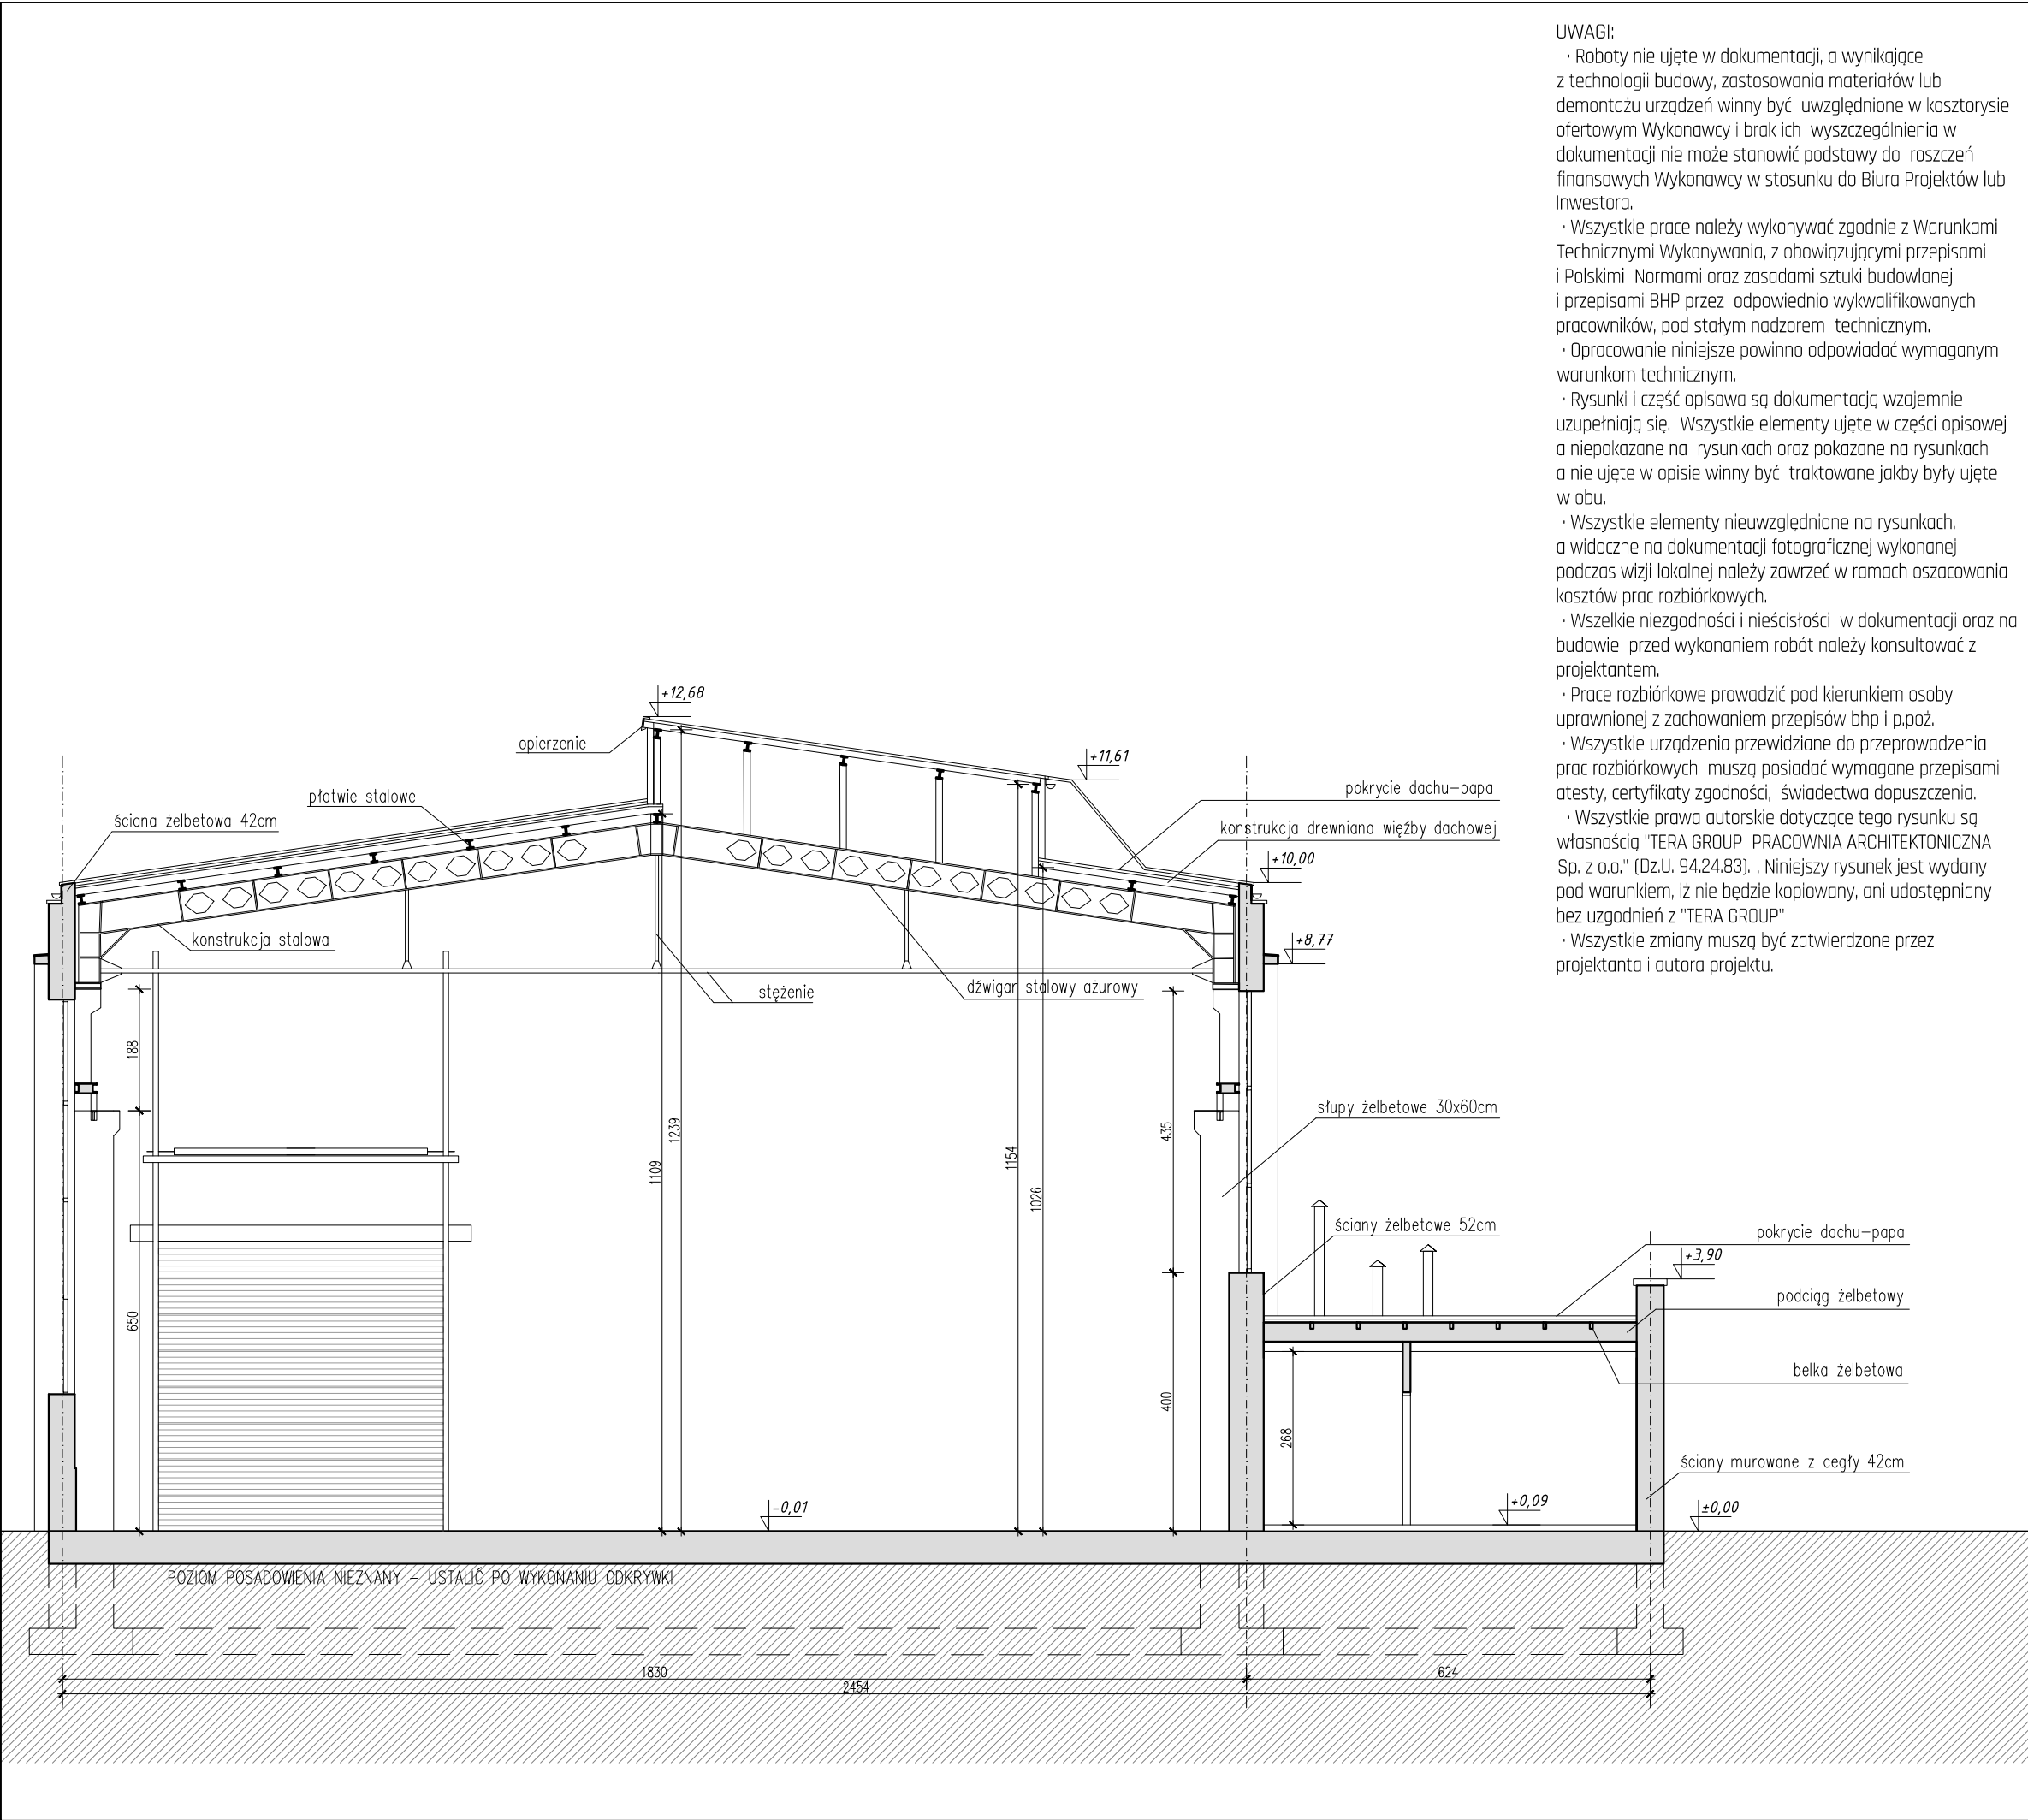 UWAGI:
· Roboty nie ujęte w dokumentacji, a wynikające
z technologii budowy, zastosowania materiałów lub
demontażu urządzeń winny być uwzględnione w kosztorysie
ofertowym Wykonawcy i brak ich wyszczególnienia w
dokumentacji nie może stanowić podstawy do roszczeń
finansowych Wykonawcy w stosunku do Biura Projektów lub
Inwestora.
· Wszystkie prace należy wykonywać zgodnie z Warunkami
Technicznymi Wykonywania, z obowiązującymi przepisami
i Polskimi Normami oraz zasadami sztuki budowlanej
i przepisami BHP przez odpowiednio wykwalifikowanych
pracowników, pod stałym nadzorem technicznym.
· Opracowanie niniejsze powinno odpowiadać wymaganym
warunkom technicznym.
· Rysunki i część opisowa są dokumentacją wzajemnie
uzupełniają się. Wszystkie elementy ujęte w części opisowej
a niepokazane na rysunkach oraz pokazane na rysunkach
a nie ujęte w opisie winny być traktowane jakby były ujęte
w obu.
· Wszystkie elementy nieuwzględnione na rysunkach,
a widoczne na dokumentacji fotograficznej wykonanej
podczas wizji lokalnej należy zawrzeć w ramach oszacowania
kosztów prac rozbiórkowych.
· Wszelkie niezgodności i nieścisłości w dokumentacji oraz na
budowie przed wykonaniem robót należy konsultować z
projektantem.
· Prace rozbiórkowe prowadzić pod kierunkiem osoby
uprawnionej z zachowaniem przepisów bhp i p.poż.
· Wszystkie urządzenia przewidziane do przeprowadzenia
prac rozbiórkowych muszą posiadać wymagane przepisami
atesty, certyfikaty zgodności, świadectwa dopuszczenia.
· Wszystkie prawa autorskie dotyczące tego rysunku są
własnością "TERA GROUP PRACOWNIA ARCHITEKTONICZNA
Sp. z o.o." (Dz.U. 94.24.83). . Niniejszy rysunek jest wydany
pod warunkiem, iż nie będzie kopiowany, ani udostępniany
bez uzgodnień z "TERA GROUP"
· Wszystkie zmiany muszą być zatwierdzone przez
projektanta i autora projektu.
+12,68
opierzenie
+11,61
płatwie stalowe
pokrycie dachu-papa
ściana żelbetowa 42cm
konstrukcja drewniana więźby dachowej
+10,00
konstrukcja stalowa
+8,77
stężenie
dźwigar stalowy ażurowy
188
słupy żelbetowe 30x60cm
1239
435
1154
1109
1026
ściany żelbetowe 52cm
pokrycie dachu-papa
+3,90
podciąg żelbetowy
650
belka żelbetowa
400
268
ściany murowane z cegły 42cm
-0,01
+0,09
±0,00
POZIOM POSADOWIENIA NIEZNANY - USTALIĆ PO WYKONANIU ODKRYWKI
1830
624
2454